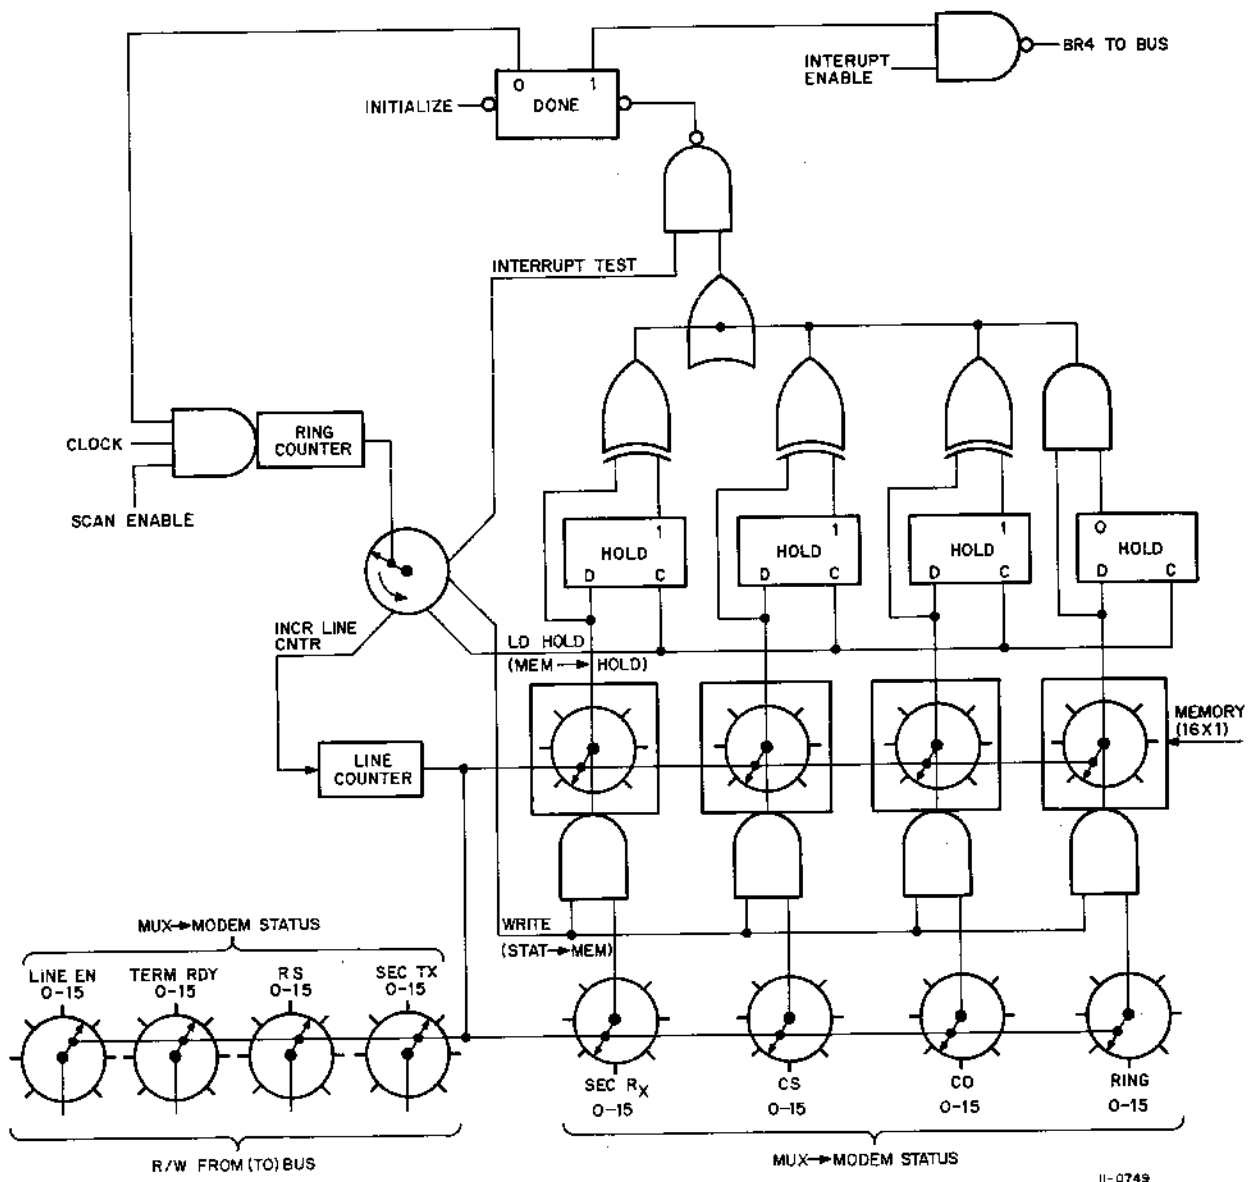 0 1
DONE
INITIALIZE
INTERUPT
ENABLE
BR4 TO BUS
INTERRUPT TEST
CLOCK
RING
COUNTER
SCAN ENABLE
1
HOLD
D C
1
HOLD
D C
1
HOLD
D C
0
HOLD
D C
INCR LINE
CNTR
LD HOLD
(MEM→HOLD)
MEMORY
(16X1)
LINE
COUNTER
WRITE
(STAT→MEM)
MUX→MODEM STATUS
LINE EN
0-15
TERM RDY
0-15
RS
0-15
SEC TX
0-15
R/W FROM (TO) BUS
SEC RX
0-15
CS
0-15
CO
0-15
RING
0-15
MUX→MODEM STATUS
11-0749